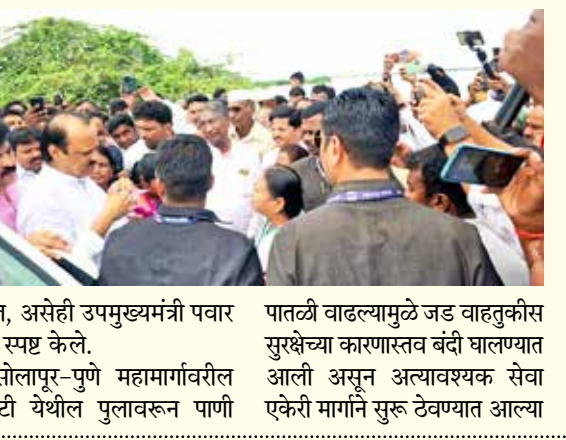 असेही उपमुख्यमंत्री पवार
स्पष्ट केले.
सोलापूर-पुणे महामार्गावरील
येथील पुलावरून पाणी
पातळी वाढल्यामुळे जड वाहतुकीस
सुरक्षेच्या कारणास्तव बंदी घालण्यात
आली असून अत्यावश्यक सेवा
एकेरी मार्गाने सुरू ठेवण्यात आल्या